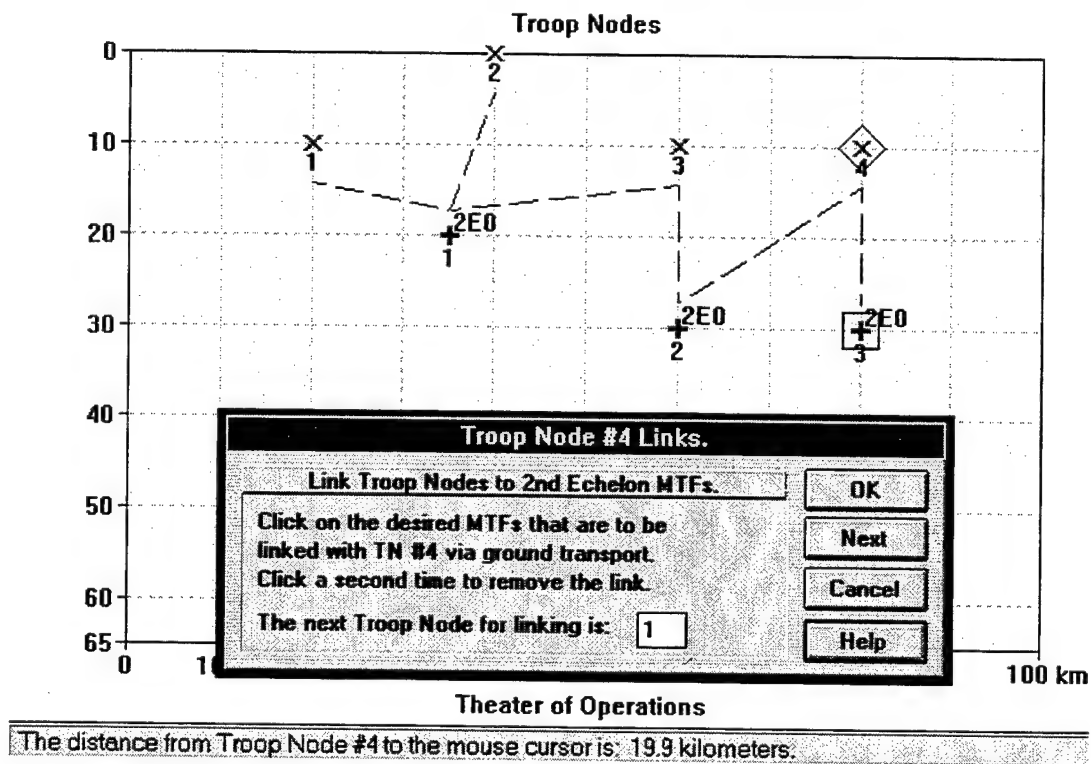 Troop Nodes
0
2
10
1
3
4
2E0
20
1
30
2E0
2E0
2
3
40
Troop Node #4 Links.
Link Troop Nodes to 2nd Echelon MTFs.
OK
50
Click on the desired MTFs that are to be
linked with TN #4 via ground transport.
Next
Click a second time to remove the link.
Cancel
60
The next Troop Node for linking is: 1
Help
65
0
100 km
Theater of Operations
The distance from Troop Node #4 to the mouse cursor is: 19.9 kilometers.